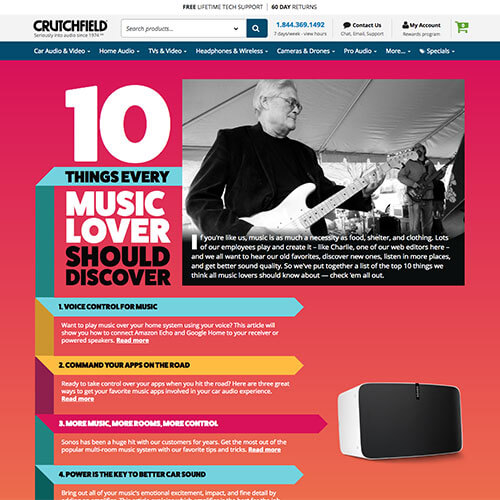 FREE LIFETIME TECH SUPPORT | 60 DAY RETURNS
CRUTCHFIELD
Seriously into audio since 1974
Search products...
1.844.369.1492
7 days/week - view hours
Contact Us
Chat, Email, Support
My Account
Rewards program
Car Audio & Video
Home Audio
TVs & Video
Headphones & Wireless
Cameras & Drones
Pro Audio
More...
Specials
10
THINGS EVERY
MUSIC
LOVER
SHOULD
DISCOVER
If you're like us, music is as much a necessity as food, shelter, and clothing. Lots
of our employees play and create it – like Charlie, one of our web editors here –
and we all want to hear our old favorites, discover new ones, listen in more places,
and get better sound quality. So we've put together a list of the top 10 things we
think all music lovers should know about — check 'em all out.
1. VOICE CONTROL FOR MUSIC
Want to play music over your home system using your voice? This article will
show you how to connect Amazon Echo and Google Home to your receiver or
powered speakers. Read more
2. COMMAND YOUR APPS ON THE ROAD
Ready to take control over your apps when you hit the road? Here are three great
ways to get your favorite music apps involved in your car audio experience.
Read more
3. MORE MUSIC, MORE ROOMS, MORE CONTROL
Sonos has been a huge hit with our customers for years. Get the most out of the
popular multi-room music system with our favorite tips and tricks. Read more
4. POWER IS THE KEY TO BETTER CAR SOUND
Bring out all of your music's emotional excitement, impact, and fine detail by